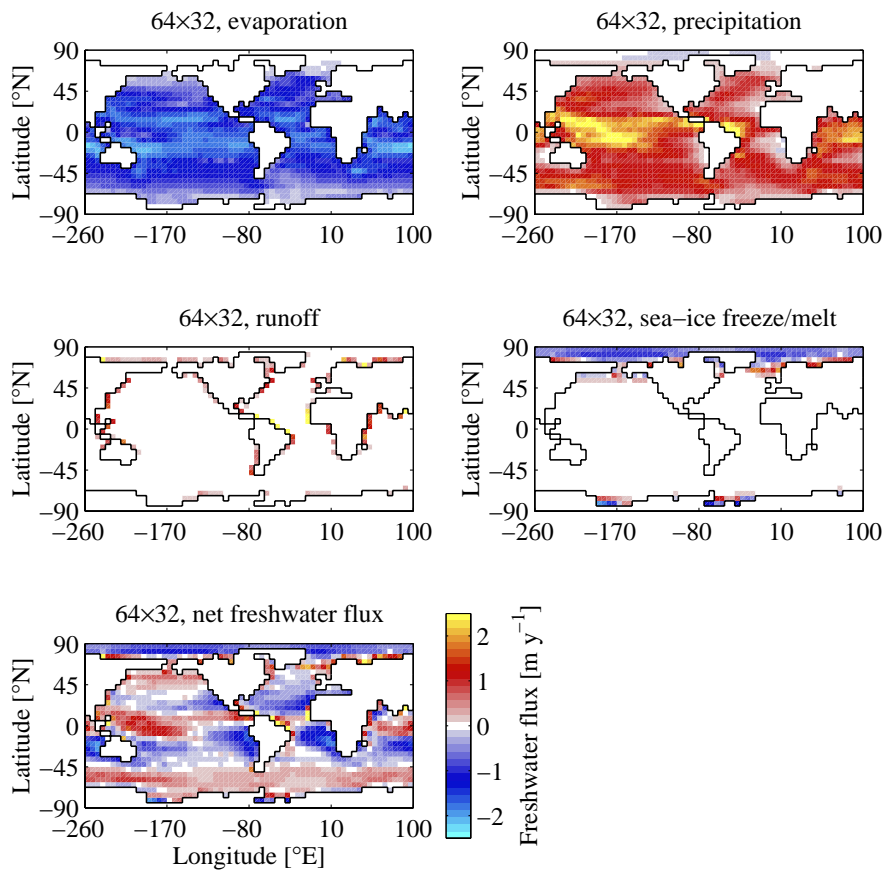 64×32, evaporation
64×32, precipitation
90
45
0
−45
−90
Latitude [°N]
−260 −170 −80 10 100
90
45
0
−45
−90
Latitude [°N]
−260 −170 −80 10 100
64×32, runoff
64×32, sea−ice freeze/melt
90
45
0
−45
−90
Latitude [°N]
−260 −170 −80 10 100
90
45
0
−45
−90
Latitude [°N]
−260 −170 −80 10 100
64×32, net freshwater flux
90
45
0
−45
−90
Latitude [°N]
−260 −170 −80 10 100
Longitude [°E]
2
1
0
−1
−2
Freshwater flux [m y⁻¹]